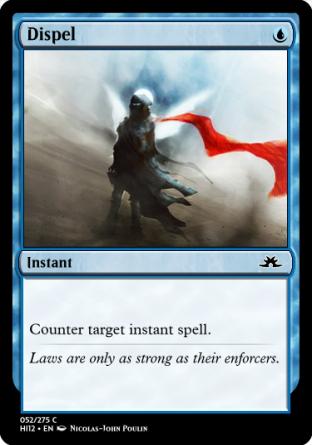 Dispel
Instant
Counter target instant spell.
Laws are only as strong as their enforcers.
052/275 C
HI12 • EN Nicolas-John Poulin